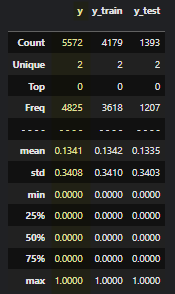 y y_train y_test
Count 5572 4179 1393
Unique 2 2 2
Top 0 0 0
Freq 4825 3618 1207
- - - -
mean 0.1341 0.1342 0.1335
std 0.3408 0.3410 0.3403
min 0.0000 0.0000 0.0000
25% 0.0000 0.0000 0.0000
50% 0.0000 0.0000 0.0000
75% 0.0000 0.0000 0.0000
max 1.0000 1.0000 1.0000